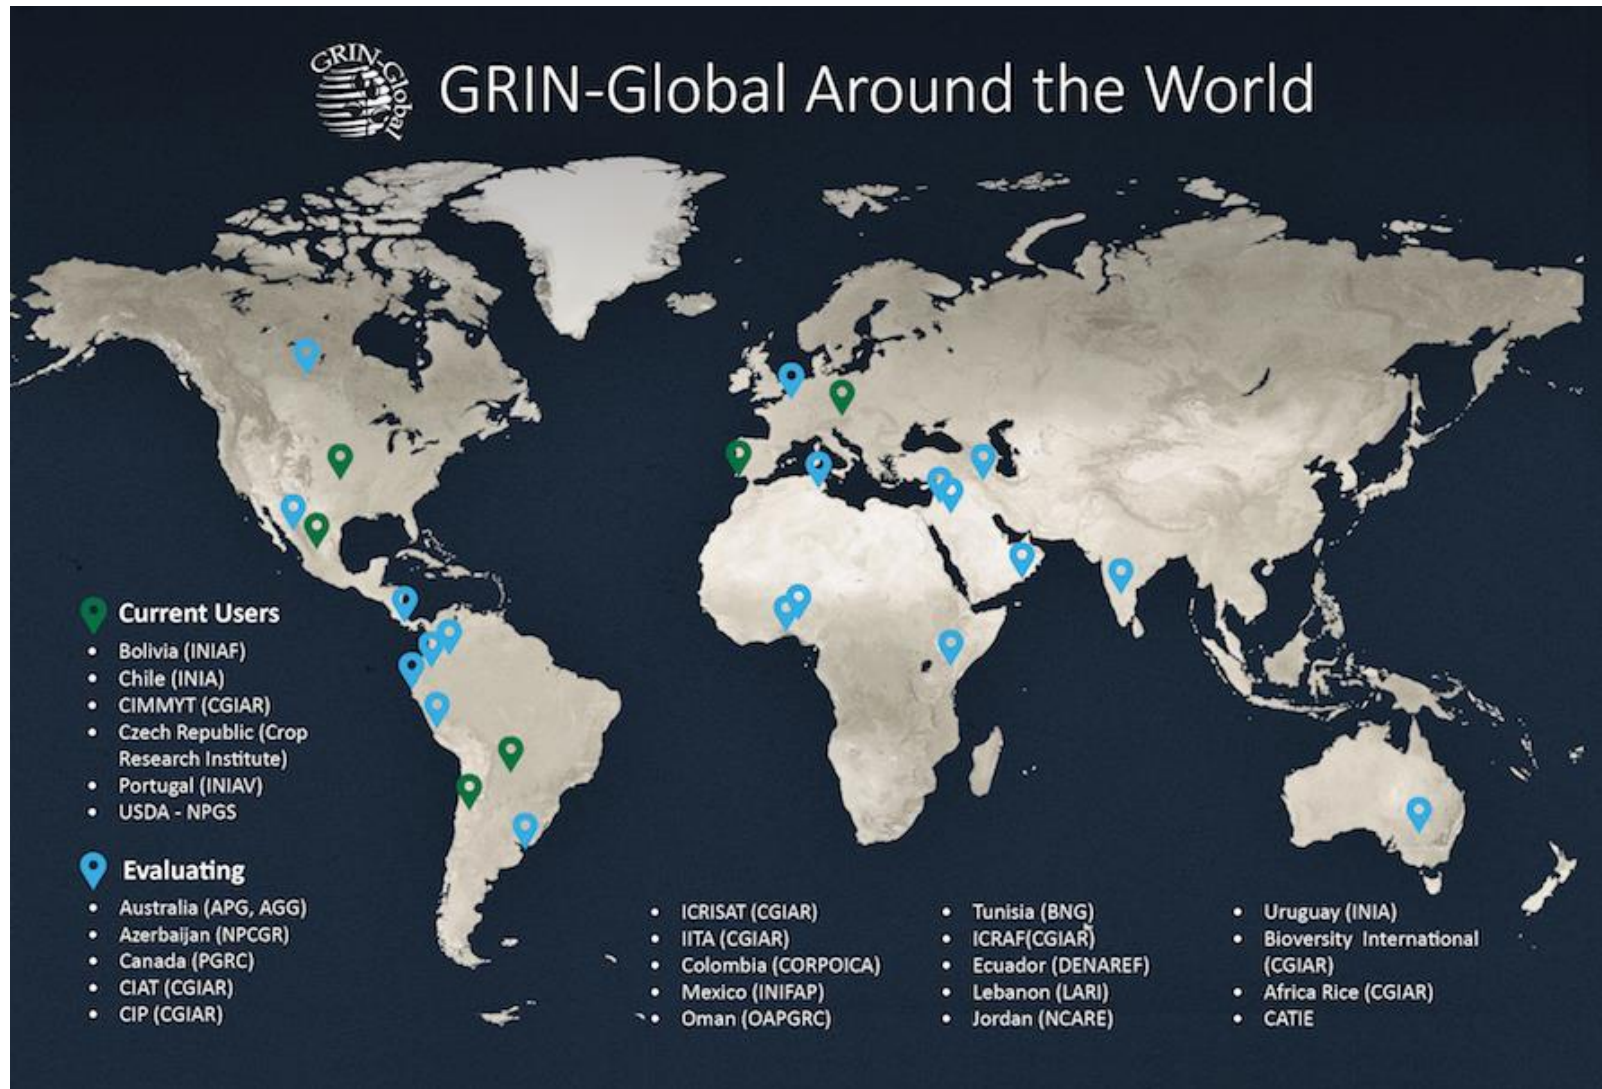 GRIN-Global
GRIN-Global Around the World
Current Users
• Bolivia (INIAF)
• Chile (INIA)
• CIMMYT (CGIAR)
• Czech Republic (Crop
Research Institute)
• Portugal (INIAV)
• USDA - NPGS
Evaluating
• Australia (APG, AGG)
• Azerbaijan (NPCGR)
• Canada (PGRC)
• CIAT (CGIAR)
• CIP (CGIAR)
• ICRISAT (CGIAR)
• IITA (CGIAR)
• Colombia (CORPOICA)
• Mexico (INIFAP)
• Oman (OAPGRC)
• Tunisia (BNG)
• ICRAF(CGIAR)
• Ecuador (DENAREF)
• Lebanon (LARI)
• Jordan (NCARE)
• Uruguay (INIA)
• Bioversity International
(CGIAR)
• Africa Rice (CGIAR)
• CATIE